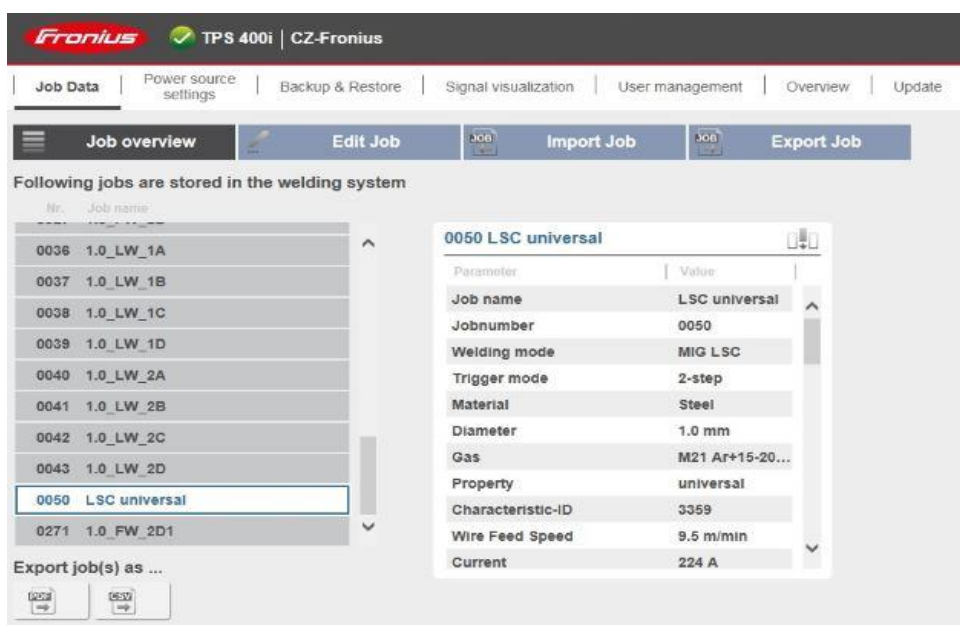 Fronius TPS 400i | CZ-Fronius
Job Data Power source settings Backup & Restore Signal visualization User management Overview Update
Job overview Edit Job Import Job Export Job
Following jobs are stored in the welding system
Nr. Job name
0036 1.0_LW_1A
0037 1.0_LW_1B
0038 1.0_LW_1C
0039 1.0_LW_1D
0040 1.0_LW_2A
0041 1.0_LW_2B
0042 1.0_LW_2C
0043 1.0_LW_2D
0050 LSC universal
0271 1.0_FW_2D1
Export job(s) as ...
PDF CSV
0050 LSC universal
Parameter Value
Job name LSC universal
Jobnumber 0050
Welding mode MIG LSC
Trigger mode 2-step
Material Steel
Diameter 1.0 mm
Gas M21 Ar+15-20...
Property universal
Characteristic-ID 3359
Wire Feed Speed 9.5 m/min
Current 224 A